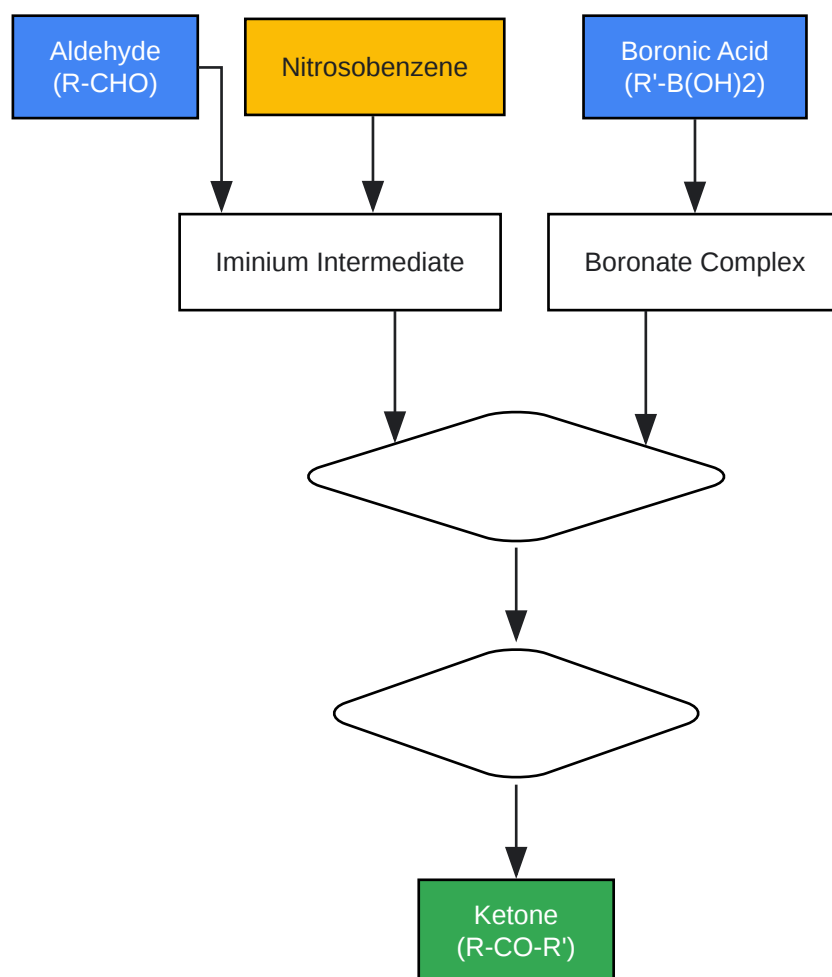 Aldehyde
(R-CHO)
Nitrosobenzene
Boronic Acid
(R'-B(OH)2)
Iminium Intermediate
Boronate Complex
Ketone
(R-CO-R')